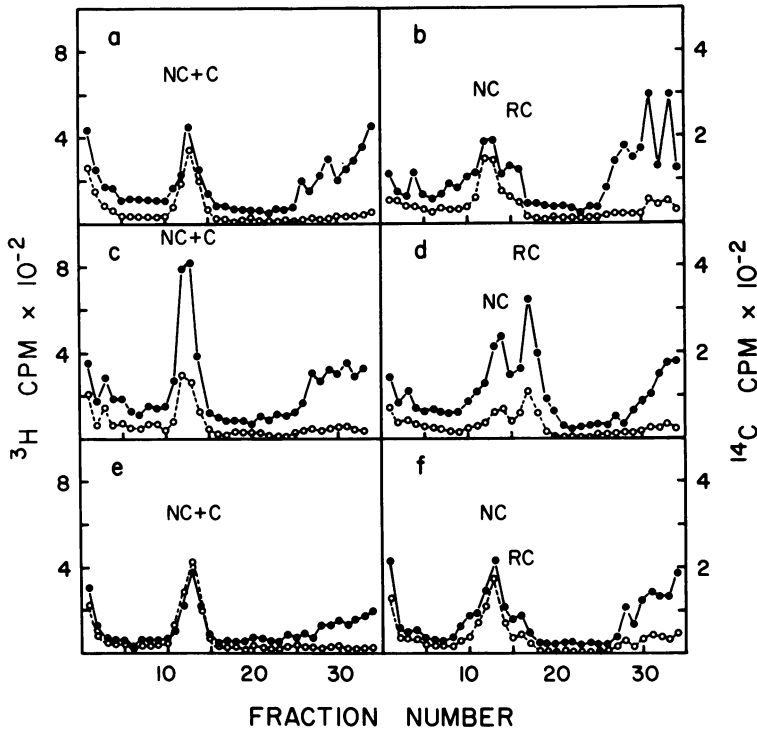 a
b
NC+C
NC
RC
8
4
4
2
c
NC+C
d
RC
NC
8
4
4
2
e
NC+C
f
NC
RC
8
4
4
2
10 20 30 10 20 30
³H CPM × 10⁻²
¹⁴C CPM × 10⁻²
FRACTION NUMBER